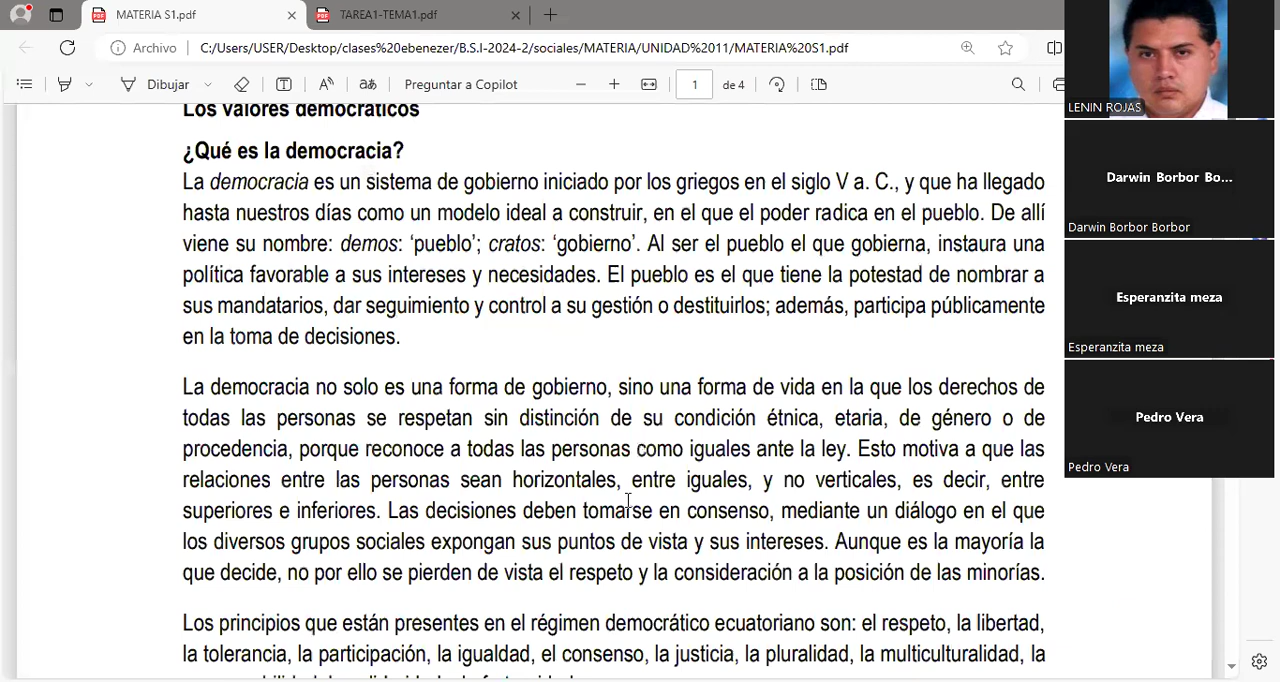 MATERIA S1.pdf
TAREA1-TEMA1.pdf
Archivo
C:/Users/USER/Desktop/clases%20ebenezer/B.S.I-2024-2/sociales/MATERIA/UNIDAD%2011/MATERIA%20S1.pdf
Dibujar
Preguntar a Copilot
1
de 4
Los valores democráticos
¿Qué es la democracia?
La democracia es un sistema de gobierno iniciado por los griegos en el siglo V a. C., y que ha llegado
hasta nuestros días como un modelo ideal a construir, en el que el poder radica en el pueblo. De allí
viene su nombre: demos: ‘pueblo’; cratos: ‘gobierno’. Al ser el pueblo el que gobierna, instaura una
política favorable a sus intereses y necesidades. El pueblo es el que tiene la potestad de nombrar a
sus mandatarios, dar seguimiento y control a su gestión o destituirlos; además, participa públicamente
en la toma de decisiones.
La democracia no solo es una forma de gobierno, sino una forma de vida en la que los derechos de
todas las personas se respetan sin distinción de su condición étnica, etaria, de género o de
procedencia, porque reconoce a todas las personas como iguales ante la ley. Esto motiva a que las
relaciones entre las personas sean horizontales, entre iguales, y no verticales, es decir, entre
superiores e inferiores. Las decisiones deben tomarse en consenso, mediante un diálogo en el que
los diversos grupos sociales expongan sus puntos de vista y sus intereses. Aunque es la mayoría la
que decide, no por ello se pierden de vista el respeto y la consideración a la posición de las minorías.
Los principios que están presentes en el régimen democrático ecuatoriano son: el respeto, la libertad,
la tolerancia, la participación, la igualdad, el consenso, la justicia, la pluralidad, la multiculturalidad, la
LENIN ROJAS
Darwin Borbor Bo...
Darwin Borbor Borbor
Esperanzita meza
Esperanzita meza
Pedro Vera
Pedro Vera